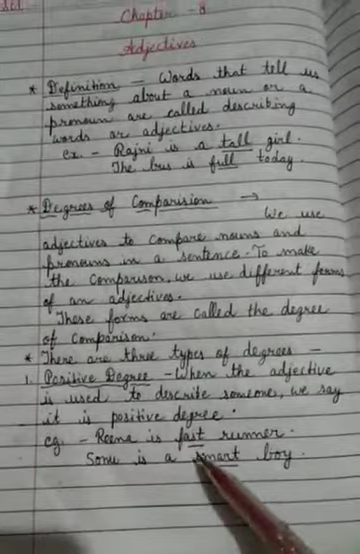 Chapter - 8
Adjectives
* Definition - Words that tell us
something about a noun or a
pronoun are called describing
words or adjectives.
ex. - Rajni is a tall girl.
The bus is full today.
* Degrees of Comparision →
We use
adjectives to compare nouns and
pronouns in a sentence. To make
the comparison, we use different forms
of an adjectives.
These forms are called the degree
of comparison.
* There are three types of degrees -
1. Positive Degree - When the adjective
is used to describe someone, we say
it is positive degree.
eg. - Reena is fast runner.
Sonu is a smart boy.